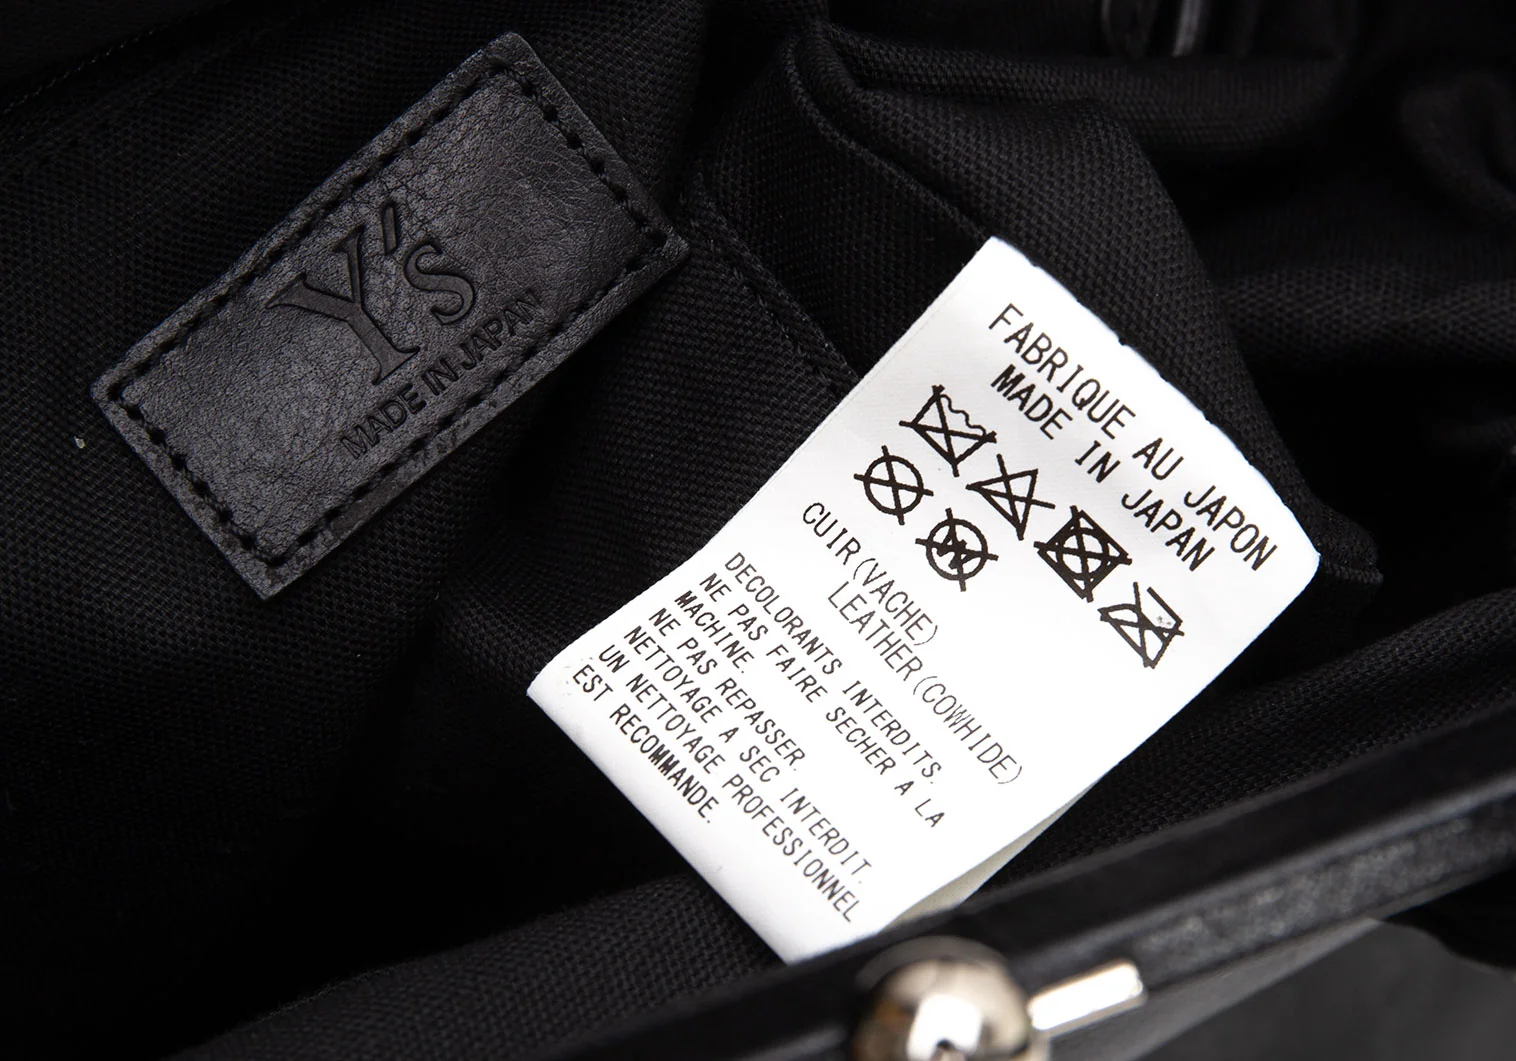 Y's
MADE IN JAPAN
FABRIQUE AU JAPON
MADE IN JAPAN
CUIR(VACHE)
LEATHER(COWHIDE)
DECOLORANTS INTERDITS.
NE PAS FAIRE SECHER A LA
MACHINE.
NE PAS REPASSER.
NETTOYAGE A SEC INTERDIT.
UN NETTOYAGE PROFESSIONNEL
EST RECOMMANDE.